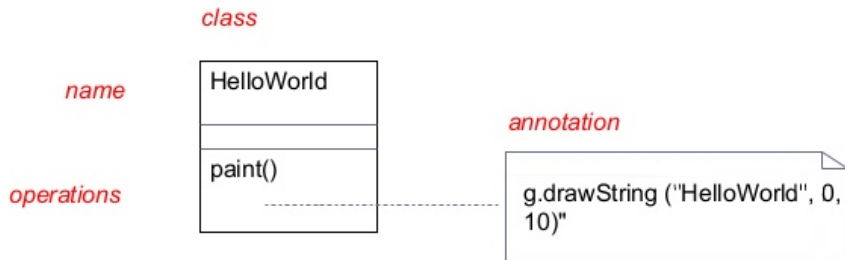 class
name
HelloWorld
annotation
operations
paint()
g.drawString ("HelloWorld", 0,
10)"